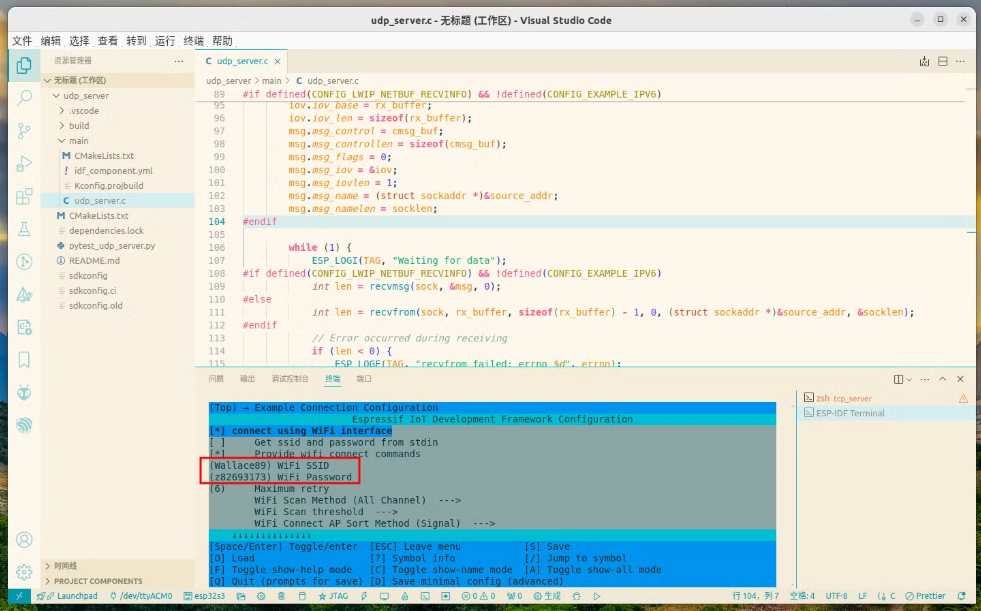 udp_server.c - 无标题 (工作区) - Visual Studio Code
文件 编辑 选择 查看 转到 运行 终端 帮助
资源管理器 ···
无标题 (工作区)
udp_server
.vscode
build
main
M CMakeLists.txt
! idf_component.yml
Kconfig.projbuild
C udp_server.c
M CMakeLists.txt
dependencies.lock
pytest_udp_server.py
README.md
sdkconfig
sdkconfig.ci
sdkconfig.old
时间线
PROJECT COMPONENTS
C udp_server.c ×
udp_server > main > C udp_server.c
89 #if defined(CONFIG_LWIP_NETBUF_RECVINFO) && !defined(CONFIG_EXAMPLE_IPV6)
95 iov.iov_base = rx_buffer;
96 iov.iov_len = sizeof(rx_buffer);
97 msg.msg_control = cmsg_buf;
98 msg.msg_controllen = sizeof(cmsg_buf);
99 msg.msg_flags = 0;
100 msg.msg_iov = &iov;
101 msg.msg_iovlen = 1;
102 msg.msg_name = (struct sockaddr *)&source_addr;
103 msg.msg_namelen = socklen;
104 #endif
105
106 while (1) {
107 ESP_LOGI(TAG, "Waiting for data");
108 #if defined(CONFIG_LWIP_NETBUF_RECVINFO) && !defined(CONFIG_EXAMPLE_IPV6)
109 int len = recvmsg(sock, &msg, 0);
110 #else
111 int len = recvfrom(sock, rx_buffer, sizeof(rx_buffer) - 1, 0, (struct sockaddr *)&source_addr, &socklen);
112 #endif
113 // Error occurred during receiving
114 if (len < 0) {
115 ESP_LOGE(TAG, "recvfrom failed: errno %d", errno);
问题 输出 调试控制台 终端 端口
(Top) → Example Connection Configuration
Espressif IoT Development Framework Configuration
[*] connect using WiFi interface
[ ] Get ssid and password from stdin
[*] Provide wifi connect commands
(Wallace89) WiFi SSID
(z82693173) WiFi Password
(6) Maximum retry
WiFi Scan Method (All Channel) --->
WiFi Scan threshold --->
WiFi Connect AP Sort Method (Signal) --->
↓↓↓↓↓↓↓↓↓↓↓↓↓↓
[Space/Enter] Toggle/enter [ESC] Leave menu [S] Save
[O] Load [?] Symbol info [/] Jump to symbol
[F] Toggle show-help mode [C] Toggle show-name mode [A] Toggle show-all mode
[Q] Quit (prompts for save) [D] Save minimal config (advanced)
zsh tcp_server
ESP-IDF Terminal
Launchpad /dev/ttyACM0 esp32s3 JTAG 0 0 0 生成 行 104，列 7 空格: 4 UTF-8 LF C Prettier